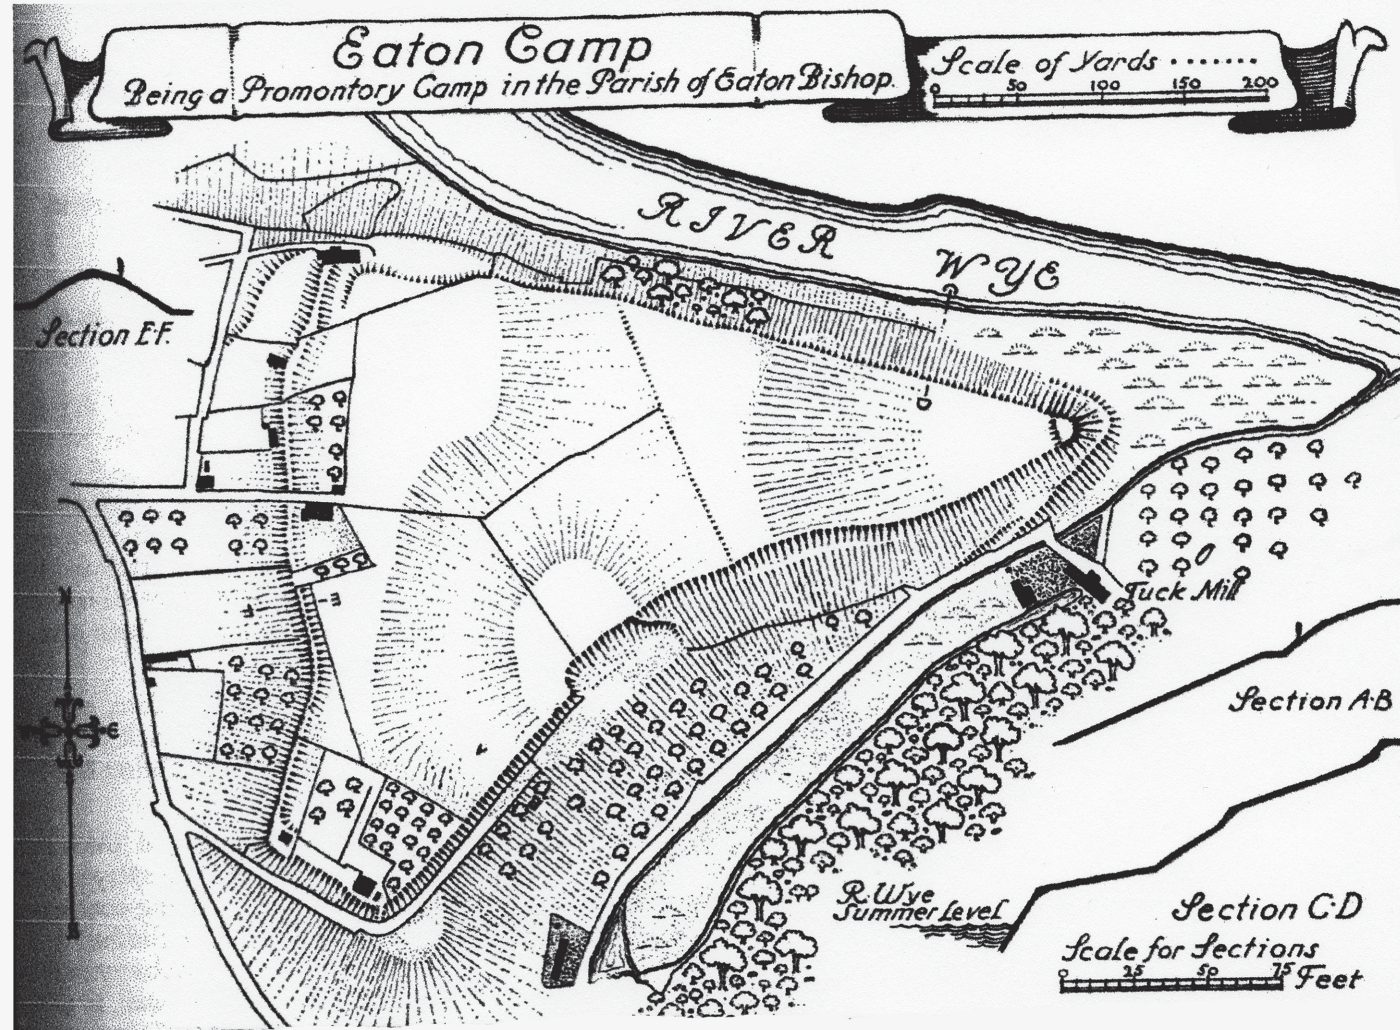 Eaton Camp
Being a Promontory Camp in the Parish of Eaton Bishop.
Scale of Yards
0 50 100 150 200
RIVER
WYE
Section E.F.
Tuck Mill
N
E
Section A·B
R. Wye
Summer Level
Section C·D
Scale for Sections
0 25 50 75 Feet